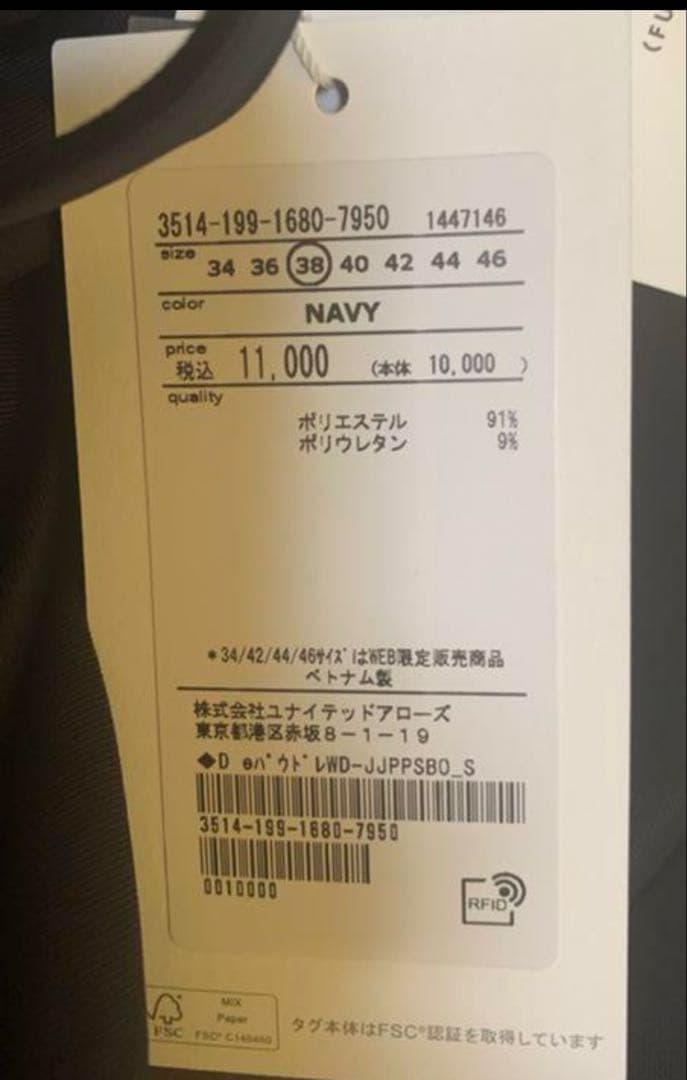 (FU
3514-199-1680-7950 1447146
size 34 36 38 40 42 44 46
color NAVY
price 税込 11,000 (本体 10,000 )
quality
ポリエステル 91%
ポリウレタン 9%
*34/42/44/46ｻｲｽﾞはWEB限定販売商品
ベトナム製
株式会社ユナイテッドアローズ
東京都港区赤坂8-1-19
◆D eﾊﾟｳﾄﾞﾚWD-JJPPSBO_S
3514-199-1680-7950
0010000
RFID
MIX
Paper
FSC
FSC® C140450
タグ本体はFSC®認証を取得しています